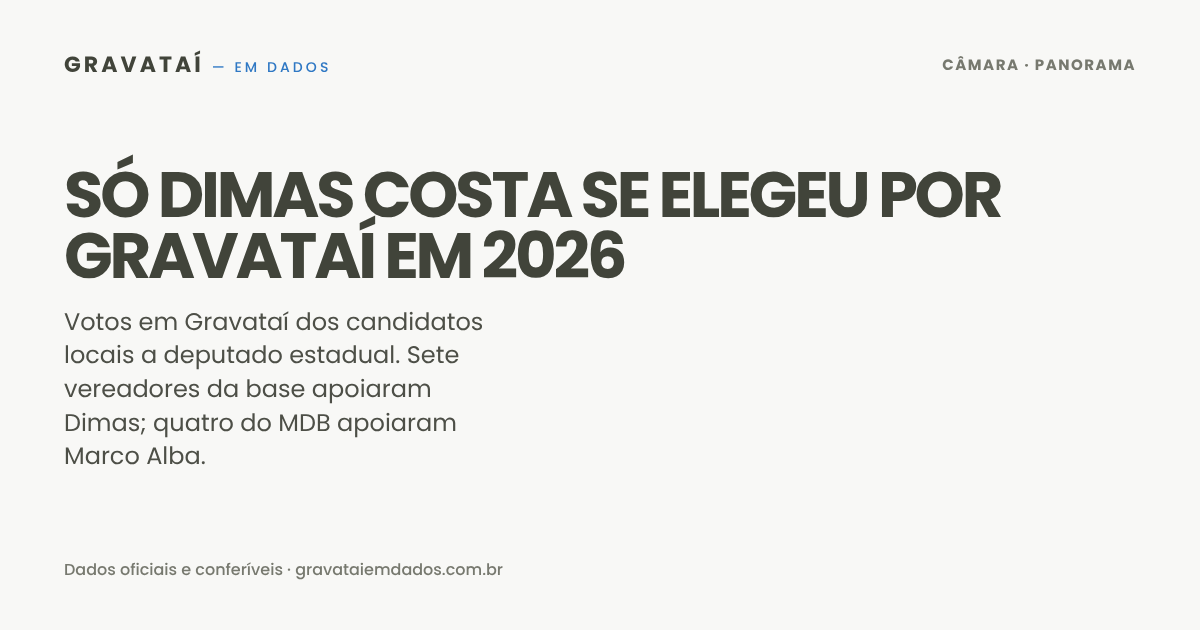 GRAVATAÍ — EM DADOS
CÂMARA · PANORAMA
SÓ DIMAS COSTA SE ELEGEU POR
GRAVATAÍ EM 2026
Votos em Gravataí dos candidatos
locais a deputado estadual. Sete
vereadores da base apoiaram
Dimas; quatro do MDB apoiaram
Marco Alba.
Dados oficiais e conferíveis · gravataiemdados.com.br